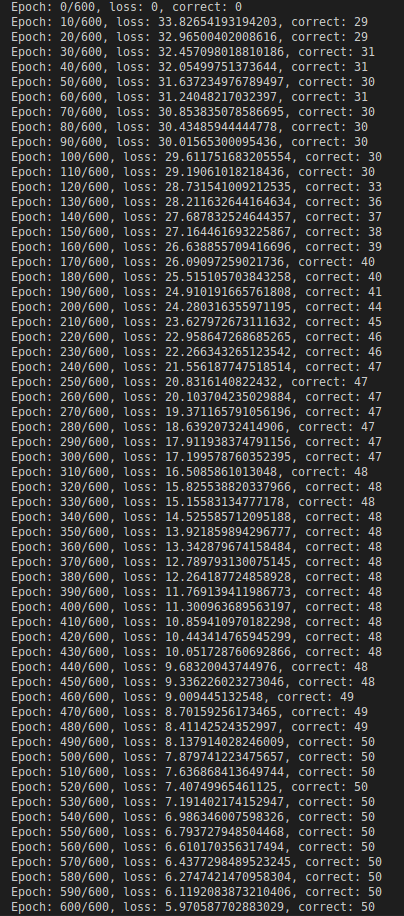 Epoch: 0/600, loss: 0, correct: 0
Epoch: 10/600, loss: 33.82654193194203, correct: 29
Epoch: 20/600, loss: 32.96500402008616, correct: 29
Epoch: 30/600, loss: 32.457098018810186, correct: 31
Epoch: 40/600, loss: 32.05499751373644, correct: 31
Epoch: 50/600, loss: 31.637234976789497, correct: 30
Epoch: 60/600, loss: 31.24048217032397, correct: 31
Epoch: 70/600, loss: 30.853835078586695, correct: 30
Epoch: 80/600, loss: 30.43485944444778, correct: 30
Epoch: 90/600, loss: 30.01565300095436, correct: 30
Epoch: 100/600, loss: 29.611751683205554, correct: 30
Epoch: 110/600, loss: 29.19061018218436, correct: 30
Epoch: 120/600, loss: 28.731541009212535, correct: 33
Epoch: 130/600, loss: 28.211632644164634, correct: 36
Epoch: 140/600, loss: 27.687832524644357, correct: 37
Epoch: 150/600, loss: 27.164461693225867, correct: 38
Epoch: 160/600, loss: 26.638855709416696, correct: 39
Epoch: 170/600, loss: 26.09097259021736, correct: 40
Epoch: 180/600, loss: 25.515105703843258, correct: 40
Epoch: 190/600, loss: 24.910191665761808, correct: 41
Epoch: 200/600, loss: 24.280316355971195, correct: 44
Epoch: 210/600, loss: 23.627972673111632, correct: 45
Epoch: 220/600, loss: 22.958647268685265, correct: 46
Epoch: 230/600, loss: 22.266343265123542, correct: 46
Epoch: 240/600, loss: 21.556187747518514, correct: 47
Epoch: 250/600, loss: 20.8316140822432, correct: 47
Epoch: 260/600, loss: 20.103704235029884, correct: 47
Epoch: 270/600, loss: 19.371165791056196, correct: 47
Epoch: 280/600, loss: 18.63920732414906, correct: 47
Epoch: 290/600, loss: 17.911938374791156, correct: 47
Epoch: 300/600, loss: 17.199578760352395, correct: 47
Epoch: 310/600, loss: 16.5085861013048, correct: 48
Epoch: 320/600, loss: 15.825538820337966, correct: 48
Epoch: 330/600, loss: 15.15583134777178, correct: 48
Epoch: 340/600, loss: 14.525585712095188, correct: 48
Epoch: 350/600, loss: 13.921859894296777, correct: 48
Epoch: 360/600, loss: 13.342879674158484, correct: 48
Epoch: 370/600, loss: 12.789793130075145, correct: 48
Epoch: 380/600, loss: 12.264187724858928, correct: 48
Epoch: 390/600, loss: 11.769139411986773, correct: 48
Epoch: 400/600, loss: 11.300963689563197, correct: 48
Epoch: 410/600, loss: 10.859410970182298, correct: 48
Epoch: 420/600, loss: 10.443414765945299, correct: 48
Epoch: 430/600, loss: 10.051728760692866, correct: 48
Epoch: 440/600, loss: 9.68320043744976, correct: 48
Epoch: 450/600, loss: 9.336226023273046, correct: 48
Epoch: 460/600, loss: 9.009445132548, correct: 49
Epoch: 470/600, loss: 8.70159256173465, correct: 49
Epoch: 480/600, loss: 8.41142524352997, correct: 49
Epoch: 490/600, loss: 8.137914028246009, correct: 50
Epoch: 500/600, loss: 7.879741223475657, correct: 50
Epoch: 510/600, loss: 7.636868413649744, correct: 50
Epoch: 520/600, loss: 7.40749965461125, correct: 50
Epoch: 530/600, loss: 7.191402174152947, correct: 50
Epoch: 540/600, loss: 6.986346007598326, correct: 50
Epoch: 550/600, loss: 6.793727948504468, correct: 50
Epoch: 560/600, loss: 6.610170356317494, correct: 50
Epoch: 570/600, loss: 6.4377298489523245, correct: 50
Epoch: 580/600, loss: 6.2747421470958304, correct: 50
Epoch: 590/600, loss: 6.1192083873210406, correct: 50
Epoch: 600/600, loss: 5.970587702883029, correct: 50